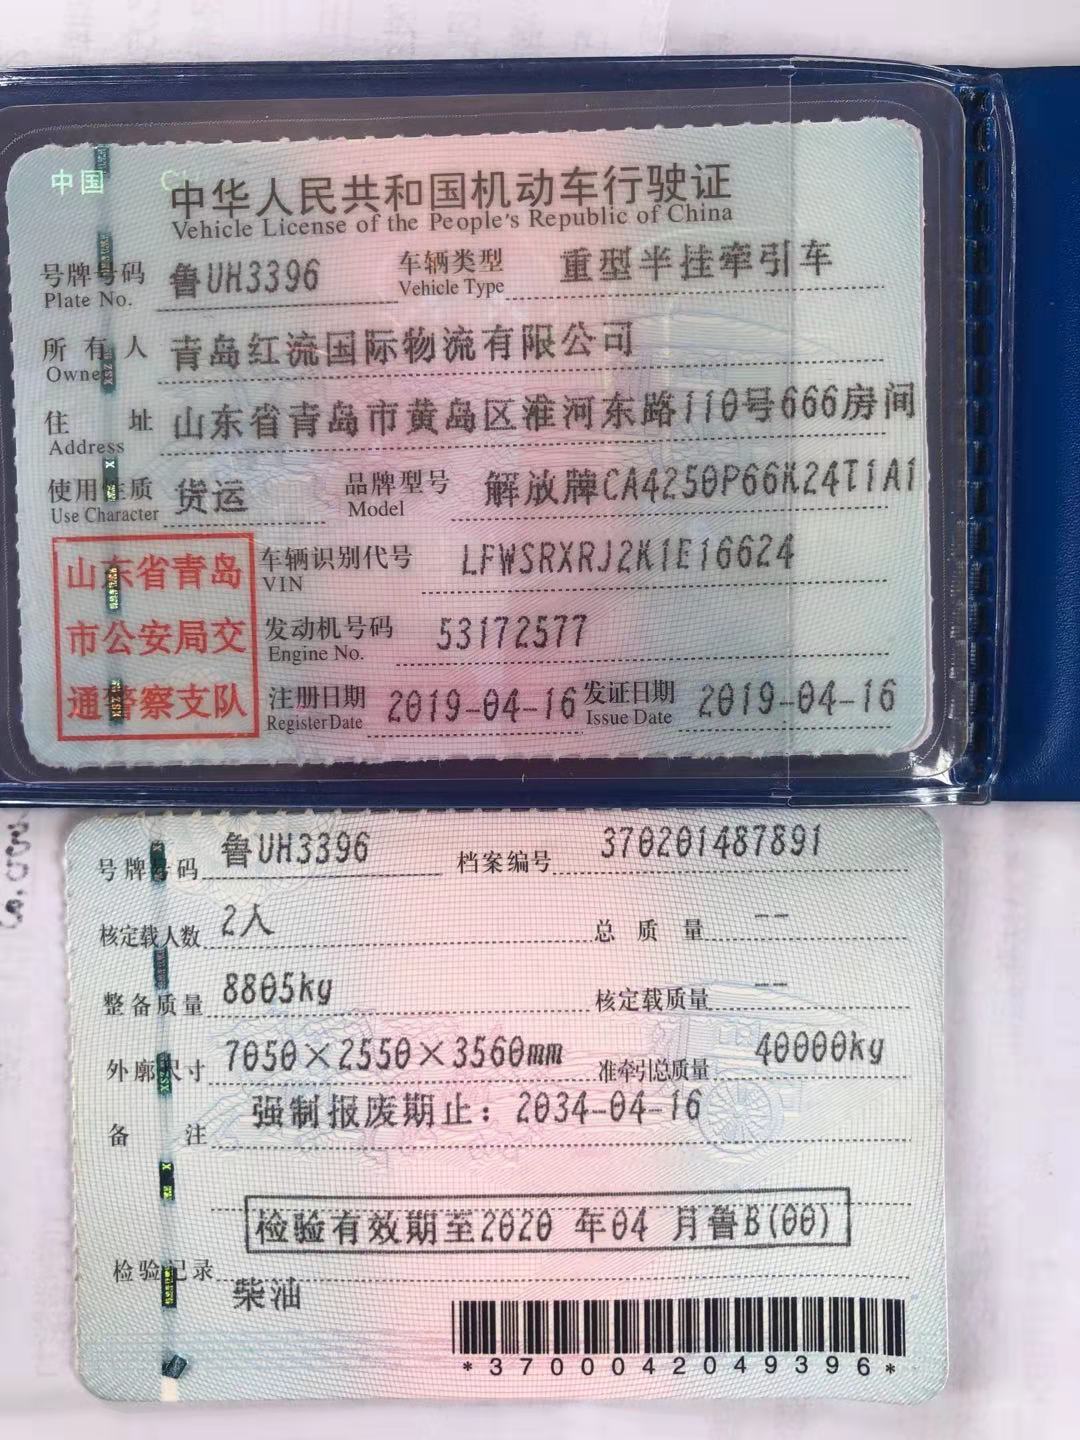 中国
中华人民共和国机动车行驶证
Vehicle License of the People's Republic of China
号牌号码 鲁UH3396 车辆类型 重型半挂牵引车
Plate No. Vehicle Type
所有人 青岛红流国际物流有限公司
Owner
住址 山东省青岛市黄岛区淮河东路110号666房间
Address
使用性质 货运 品牌型号 解放牌CA4250P66K24T1A1
Use Character Model
山东省青岛
市公安局交
通警察支队
车辆识别代号 LFWSRXRJ2K1E16624
VIN
发动机号码 53172577
Engine No.
注册日期 2019-04-16 发证日期 2019-04-16
Register Date Issue Date
号牌号码 鲁UH3396 档案编号 370201487891
核定载人数 2人 总质量 --
整备质量 8805kg 核定载质量 --
外廓尺寸 7050×2550×3560mm 准牵引总质量 40000kg
备注 强制报废期止：2034-04-16
检验有效期至2020 年04 月鲁B(00)
检验记录
柴油
*370004204939​6*